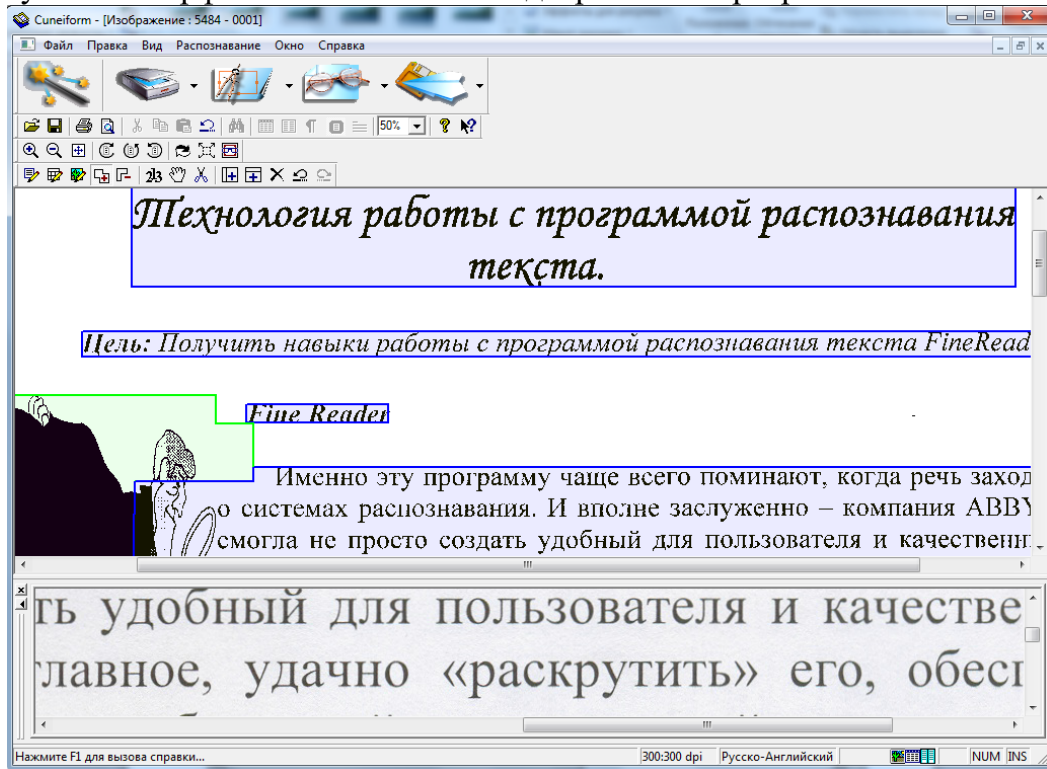 Cuneiform - [Изображение : 5484 - 0001]
Файл Правка Вид Распознавание Окно Справка
50%
Технология работы с программой распознавания
текста.
Цель: Получить навыки работы с программой распознавания текста FineRead
Fine Reader
Именно эту программу чаще всего поминают, когда речь заход
о системах распознавания. И вполне заслуженно – компания ABBY
смогла не просто создать удобный для пользователя и качественн
ть удобный для пользователя и качестве
главное, удачно «раскрутить» его, обесп
Нажмите F1 для вызова справки... 300:300 dpi Русско-Английский NUM INS